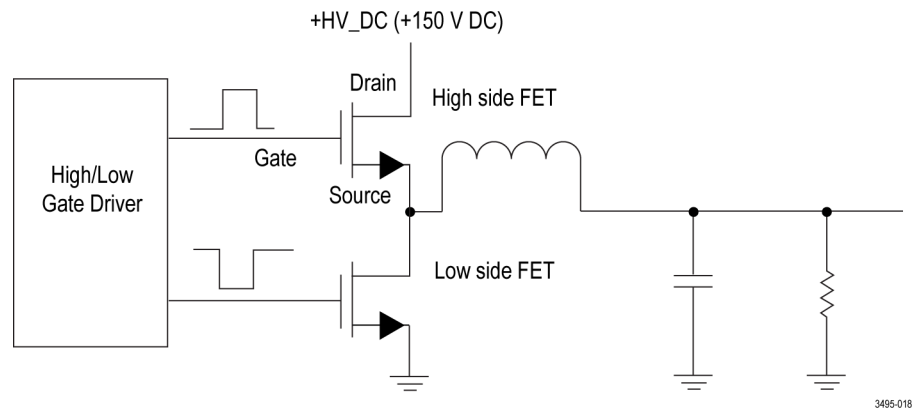 +HV_DC (+150 V DC)
Drain
High side FET
Gate
High/Low
Gate Driver
Source
Low side FET
3495-018